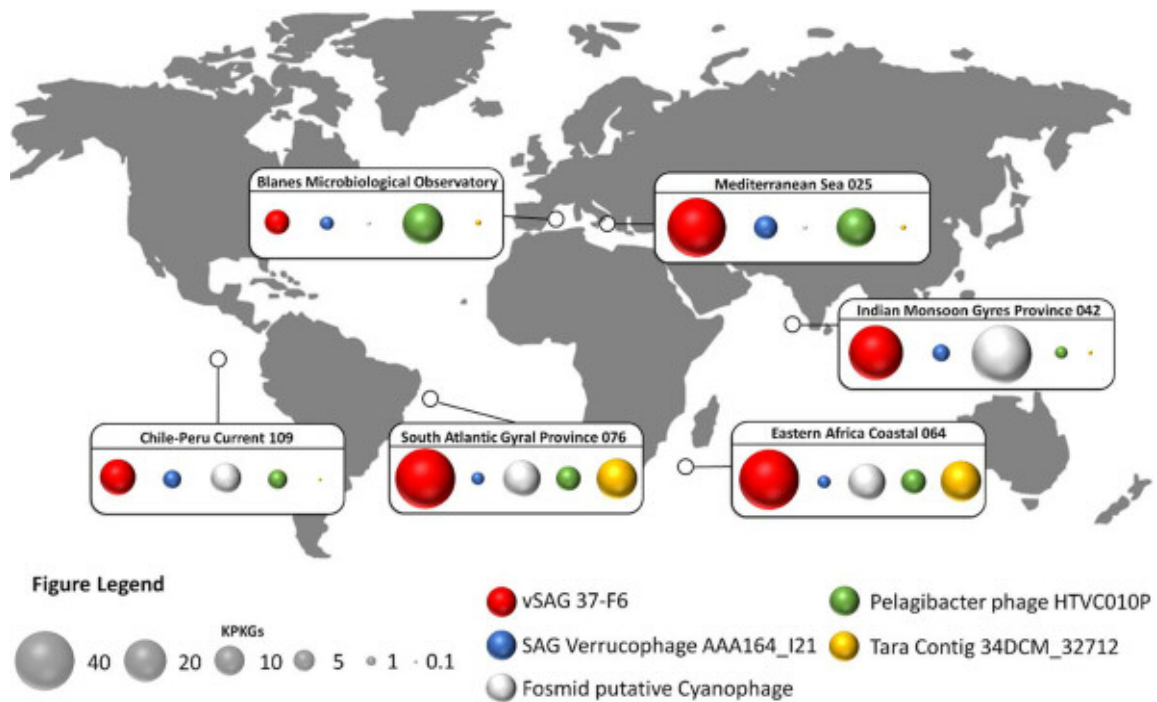 Blanes Microbiological Observatory
Mediterranean Sea 025
Indian Monsoon Gyres Province 042
Chile-Peru Current 109
South Atlantic Gyral Province 076
Eastern Africa Coastal 064
Figure Legend
KPKGs
40 20 10 5 1 0.1
vSAG 37-F6
SAG Verrucophage AAA164_I21
Fosmid putative Cyanophage
Pelagibacter phage HTVC010P
Tara Contig 34DCM_32712